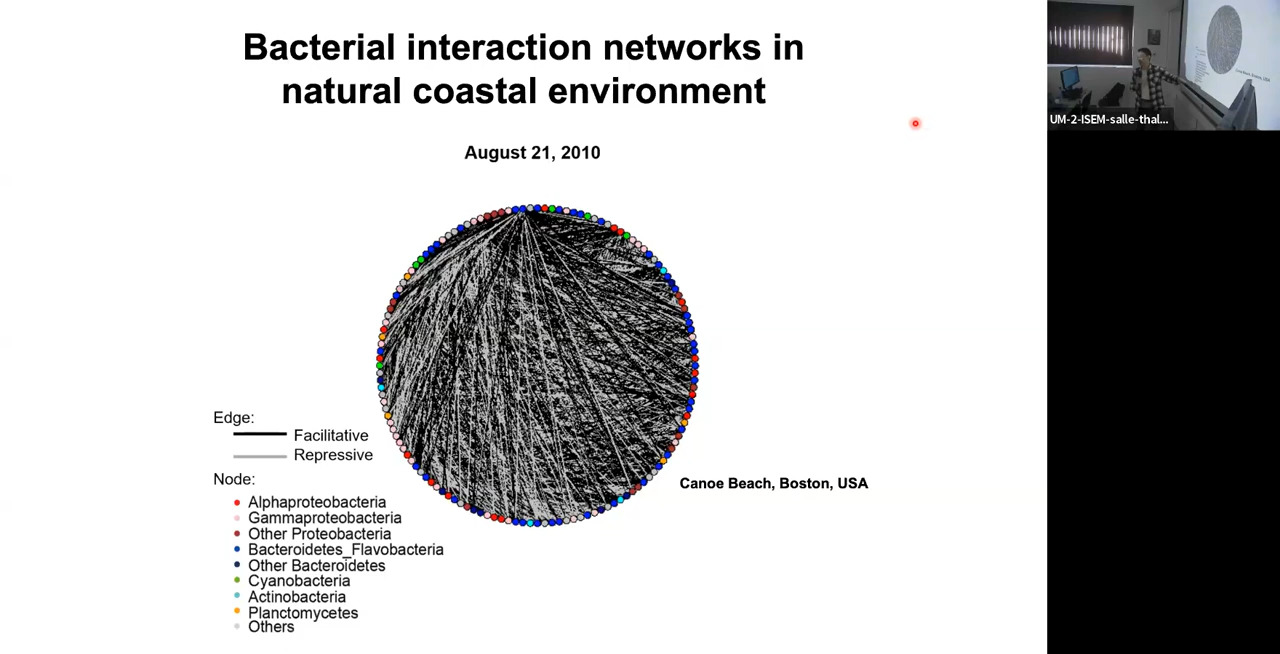 Bacterial interaction networks in
natural coastal environment
August 21, 2010
Edge:
Facilitative
Repressive
Node:
Alphaproteobacteria
Gammaproteobacteria
Other Proteobacteria
Bacteroidetes_Flavobacteria
Other Bacteroidetes
Cyanobacteria
Actinobacteria
Planctomycetes
Others
Canoe Beach, Boston, USA
UM-2-ISEM-salle-thal...